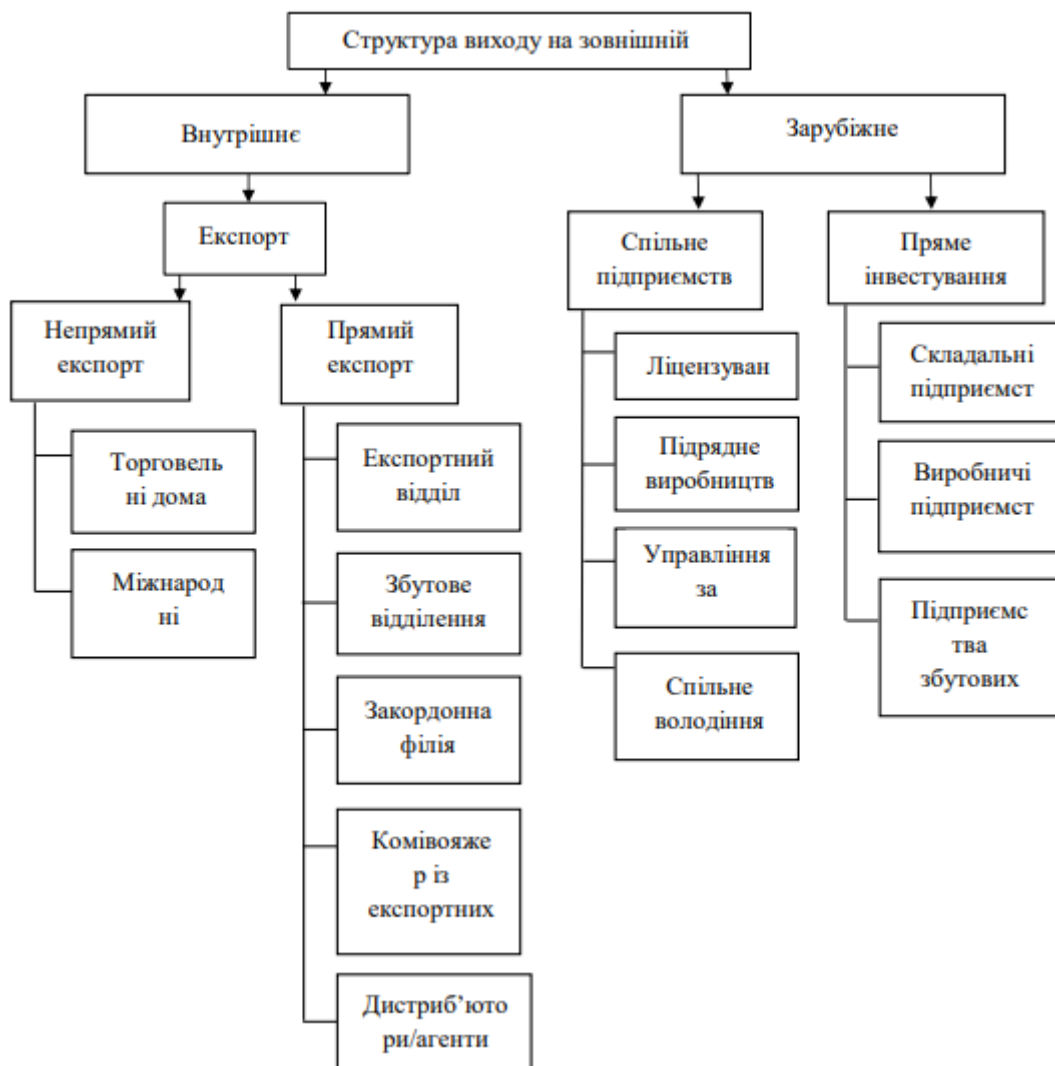 Структура виходу на зовнішній
Внутрішнє
Зарубіжне
Експорт
Спільне
підприємств
Пряме
інвестування
Непрямий
експорт
Прямий
експорт
Ліцензуван
Складальні
підприємст
Торговель
ні дома
Експортний
відділ
Підрядне
виробництв
Виробничі
підприємст
Міжнарод
ні
Збутове
відділення
Управління
за
Підприємс
тва
збутових
Закордонна
філія
Спільне
володіння
Комівояже
р із
експортних
Дистриб’юто
ри/агенти